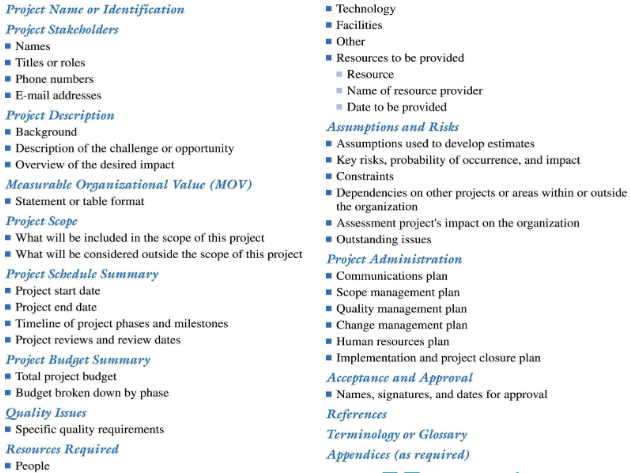 Project Name or Identification
Project Stakeholders
Names
Titles or roles
Phone numbers
E-mail addresses
Project Description
Background
Description of the challenge or opportunity
Overview of the desired impact
Measurable Organizational Value (MOV)
Statement or table format
Project Scope
What will be included in the scope of this project
What will be considered outside the scope of this project
Project Schedule Summary
Project start date
Project end date
Timeline of project phases and milestones
Project reviews and review dates
Project Budget Summary
Total project budget
Budget broken down by phase
Quality Issues
Specific quality requirements
Resources Required
People
Technology
Facilities
Other
Resources to be provided
Resource
Name of resource provider
Date to be provided
Assumptions and Risks
Assumptions used to develop estimates
Key risks, probability of occurrence, and impact
Constraints
Dependencies on other projects or areas within or outside
the organization
Assessment project's impact on the organization
Outstanding issues
Project Administration
Communications plan
Scope management plan
Quality management plan
Change management plan
Human resources plan
Implementation and project closure plan
Acceptance and Approval
Names, signatures, and dates for approval
References
Terminology or Glossary
Appendices (as required)